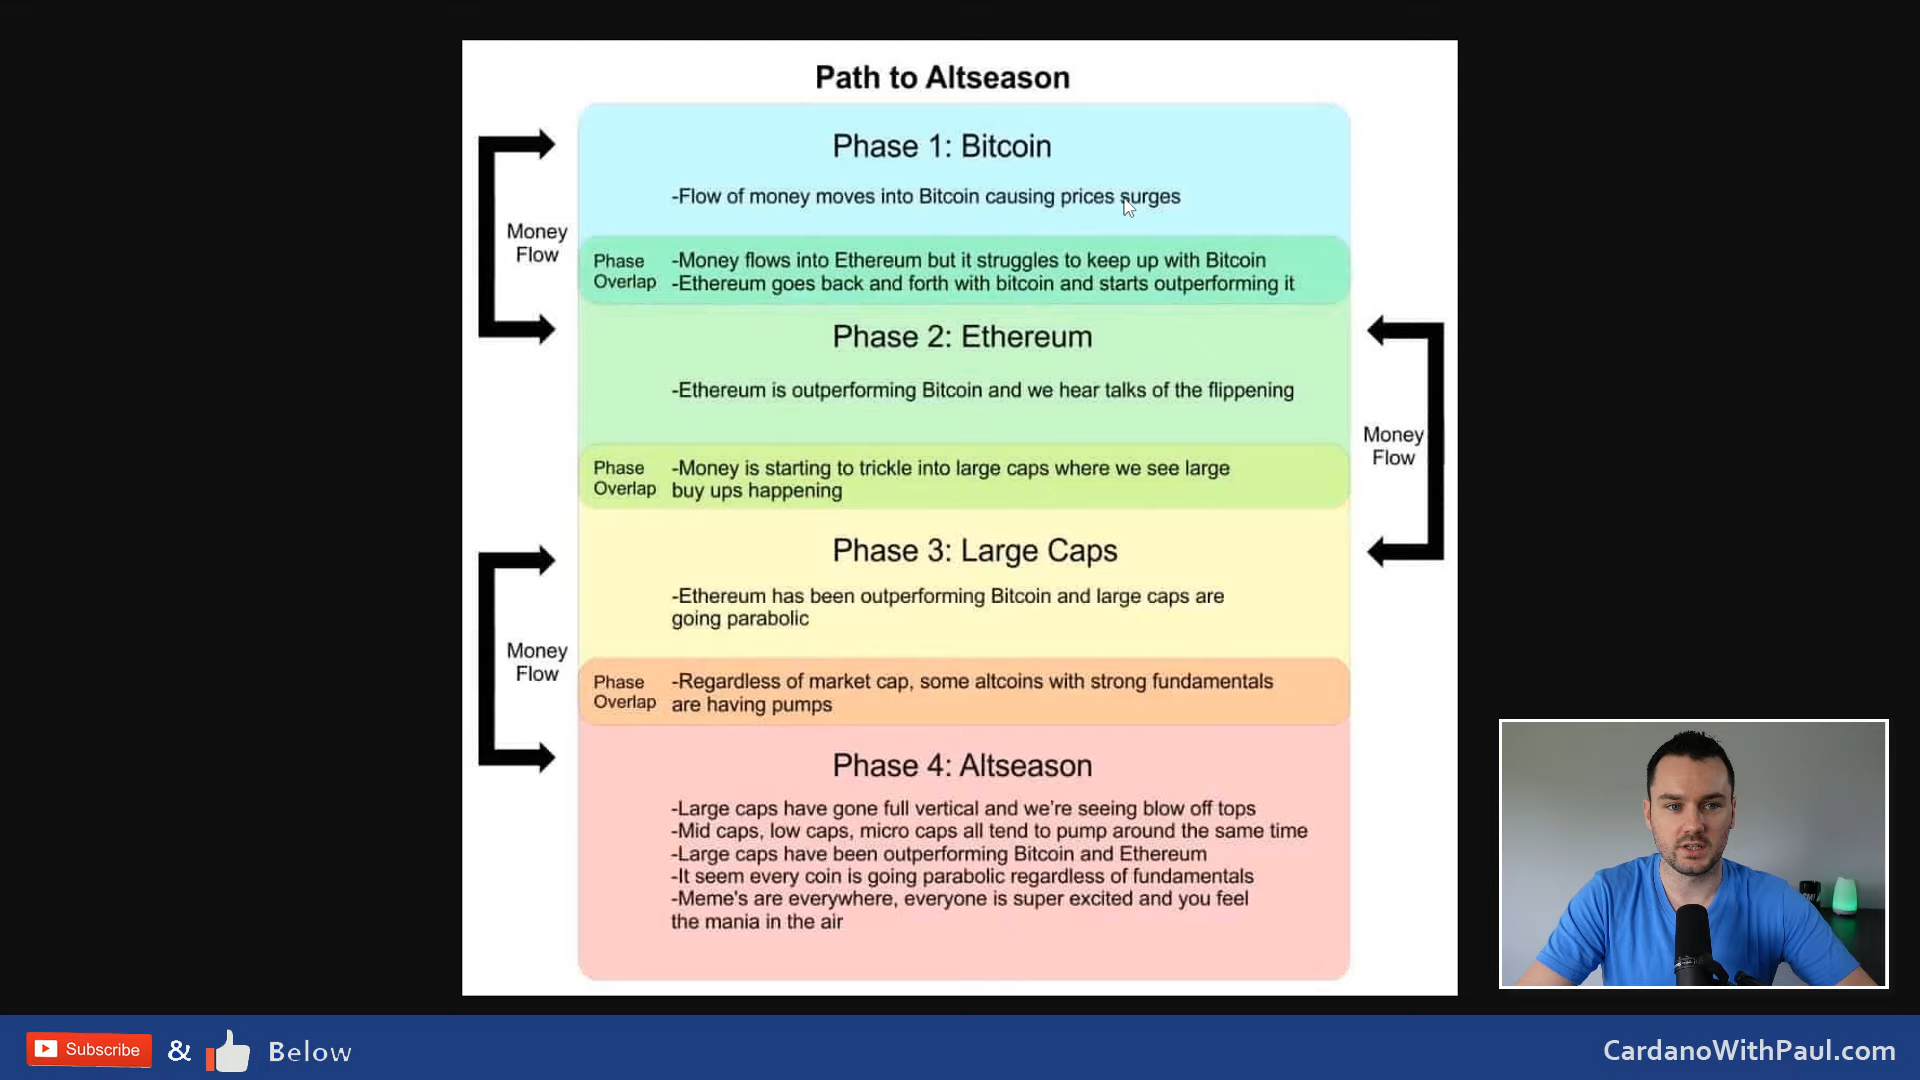 Path to Altseason
Phase 1: Bitcoin
-Flow of money moves into Bitcoin causing prices surges
Money
Flow
Phase
Overlap
-Money flows into Ethereum but it struggles to keep up with Bitcoin
-Ethereum goes back and forth with bitcoin and starts outperforming it
Phase 2: Ethereum
-Ethereum is outperforming Bitcoin and we hear talks of the flippening
Money
Flow
Phase
Overlap
-Money is starting to trickle into large caps where we see large
buy ups happening
Phase 3: Large Caps
-Ethereum has been outperforming Bitcoin and large caps are
going parabolic
Money
Flow
Phase
Overlap
-Regardless of market cap, some altcoins with strong fundamentals
are having pumps
Phase 4: Altseason
-Large caps have gone full vertical and we're seeing blow off tops
-Mid caps, low caps, micro caps all tend to pump around the same time
-Large caps have been outperforming Bitcoin and Ethereum
-It seem every coin is going parabolic regardless of fundamentals
-Meme's are everywhere, everyone is super excited and you feel
the mania in the air
Subscribe & Below
CardanoWithPaul.com